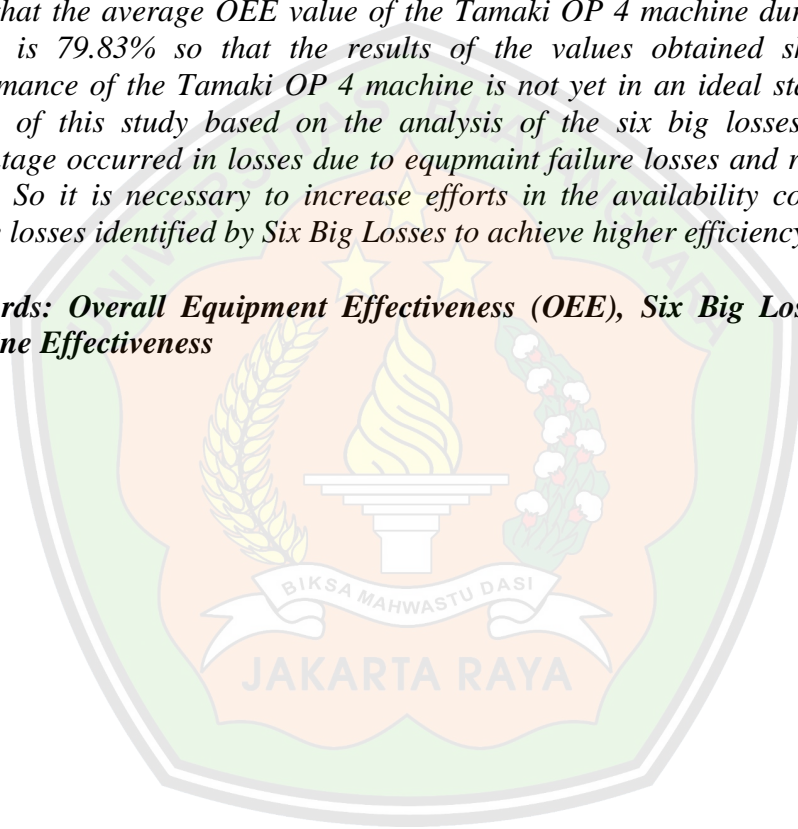 that the average OEE value of the Tamaki OP 4 machine dur
is 79.83% so that the results of the values obtained sh
mance of the Tamaki OP 4 machine is not yet in an ideal sta
of this study based on the analysis of the six big losses
tage occurred in losses due to equpmaint failure losses and r
So it is necessary to increase efforts in the availability co
losses identified by Six Big Losses to achieve higher efficiency
rds: Overall Equipment Effectiveness (OEE), Six Big Los
ne Effectiveness
UNIVERSITAS BHAYANGKARA
BIKSA MAHWASTU DASI
JAKARTA RAYA